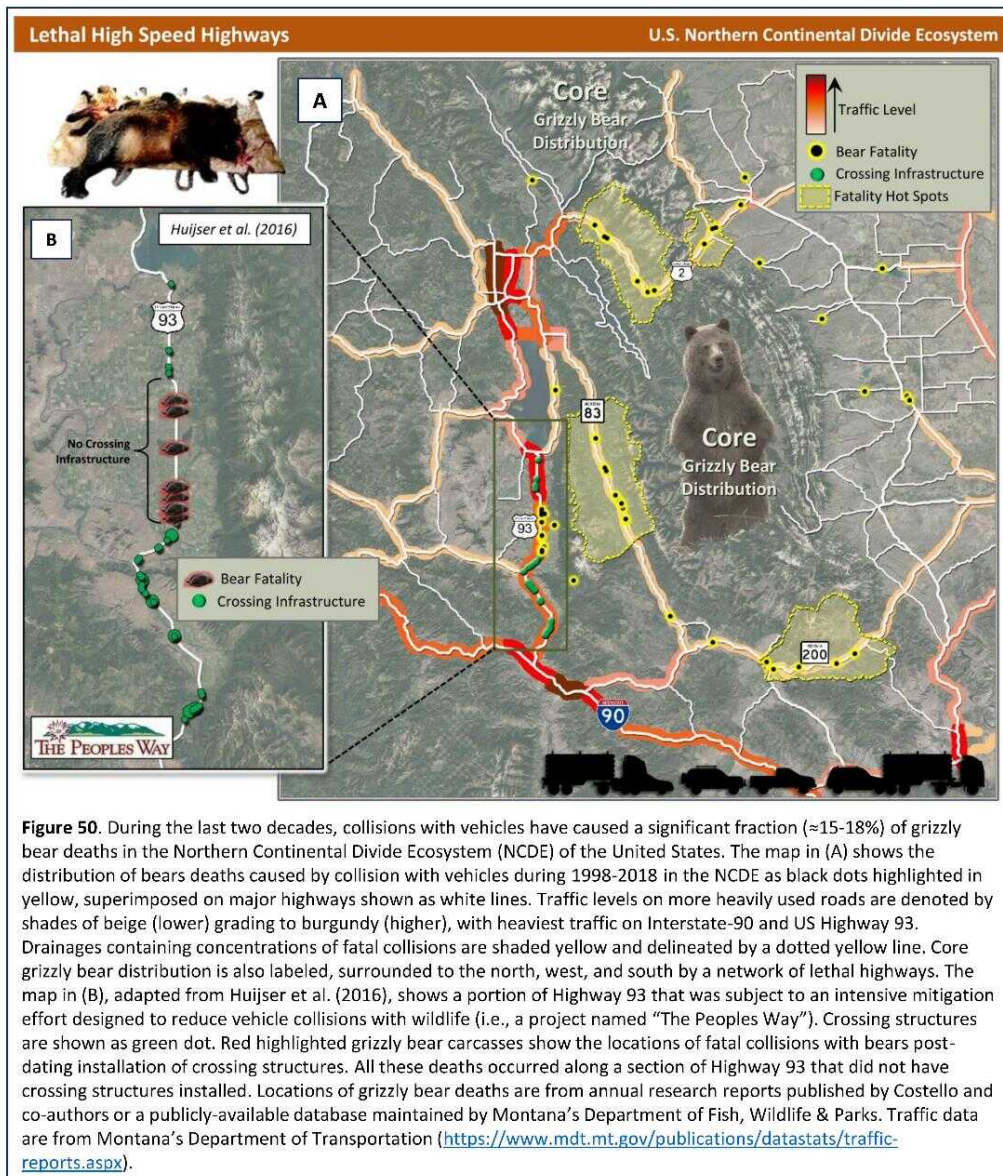 Lethal High Speed Highways
U.S. Northern Continental Divide Ecosystem
A
Core
Grizzly Bear
Distribution
Traffic Level
Bear Fatality
Crossing Infrastructure
Fatality Hot Spots
B
Huijser et al. (2016)
93
No Crossing
Infrastructure
Bear Fatality
Crossing Infrastructure
THE PEOPLES WAY
2
83
Core
Grizzly Bear
Distribution
93
200
90
Figure 50. During the last two decades, collisions with vehicles have caused a significant fraction (≈15-18%) of grizzly
bear deaths in the Northern Continental Divide Ecosystem (NCDE) of the United States. The map in (A) shows the
distribution of bears deaths caused by collision with vehicles during 1998-2018 in the NCDE as black dots highlighted in
yellow, superimposed on major highways shown as white lines. Traffic levels on more heavily used roads are denoted by
shades of beige (lower) grading to burgundy (higher), with heaviest traffic on Interstate-90 and US Highway 93.
Drainages containing concentrations of fatal collisions are shaded yellow and delineated by a dotted yellow line. Core
grizzly bear distribution is also labeled, surrounded to the north, west, and south by a network of lethal highways. The
map in (B), adapted from Huijser et al. (2016), shows a portion of Highway 93 that was subject to an intensive mitigation
effort designed to reduce vehicle collisions with wildlife (i.e., a project named “The Peoples Way”). Crossing structures
are shown as green dot. Red highlighted grizzly bear carcasses show the locations of fatal collisions with bears post-
dating installation of crossing structures. All these deaths occurred along a section of Highway 93 that did not have
crossing structures installed. Locations of grizzly bear deaths are from annual research reports published by Costello and
co-authors or a publicly-available database maintained by Montana’s Department of Fish, Wildlife & Parks. Traffic data
are from Montana’s Department of Transportation (https://www.mdt.mt.gov/publications/datastats/traffic-
reports.aspx).